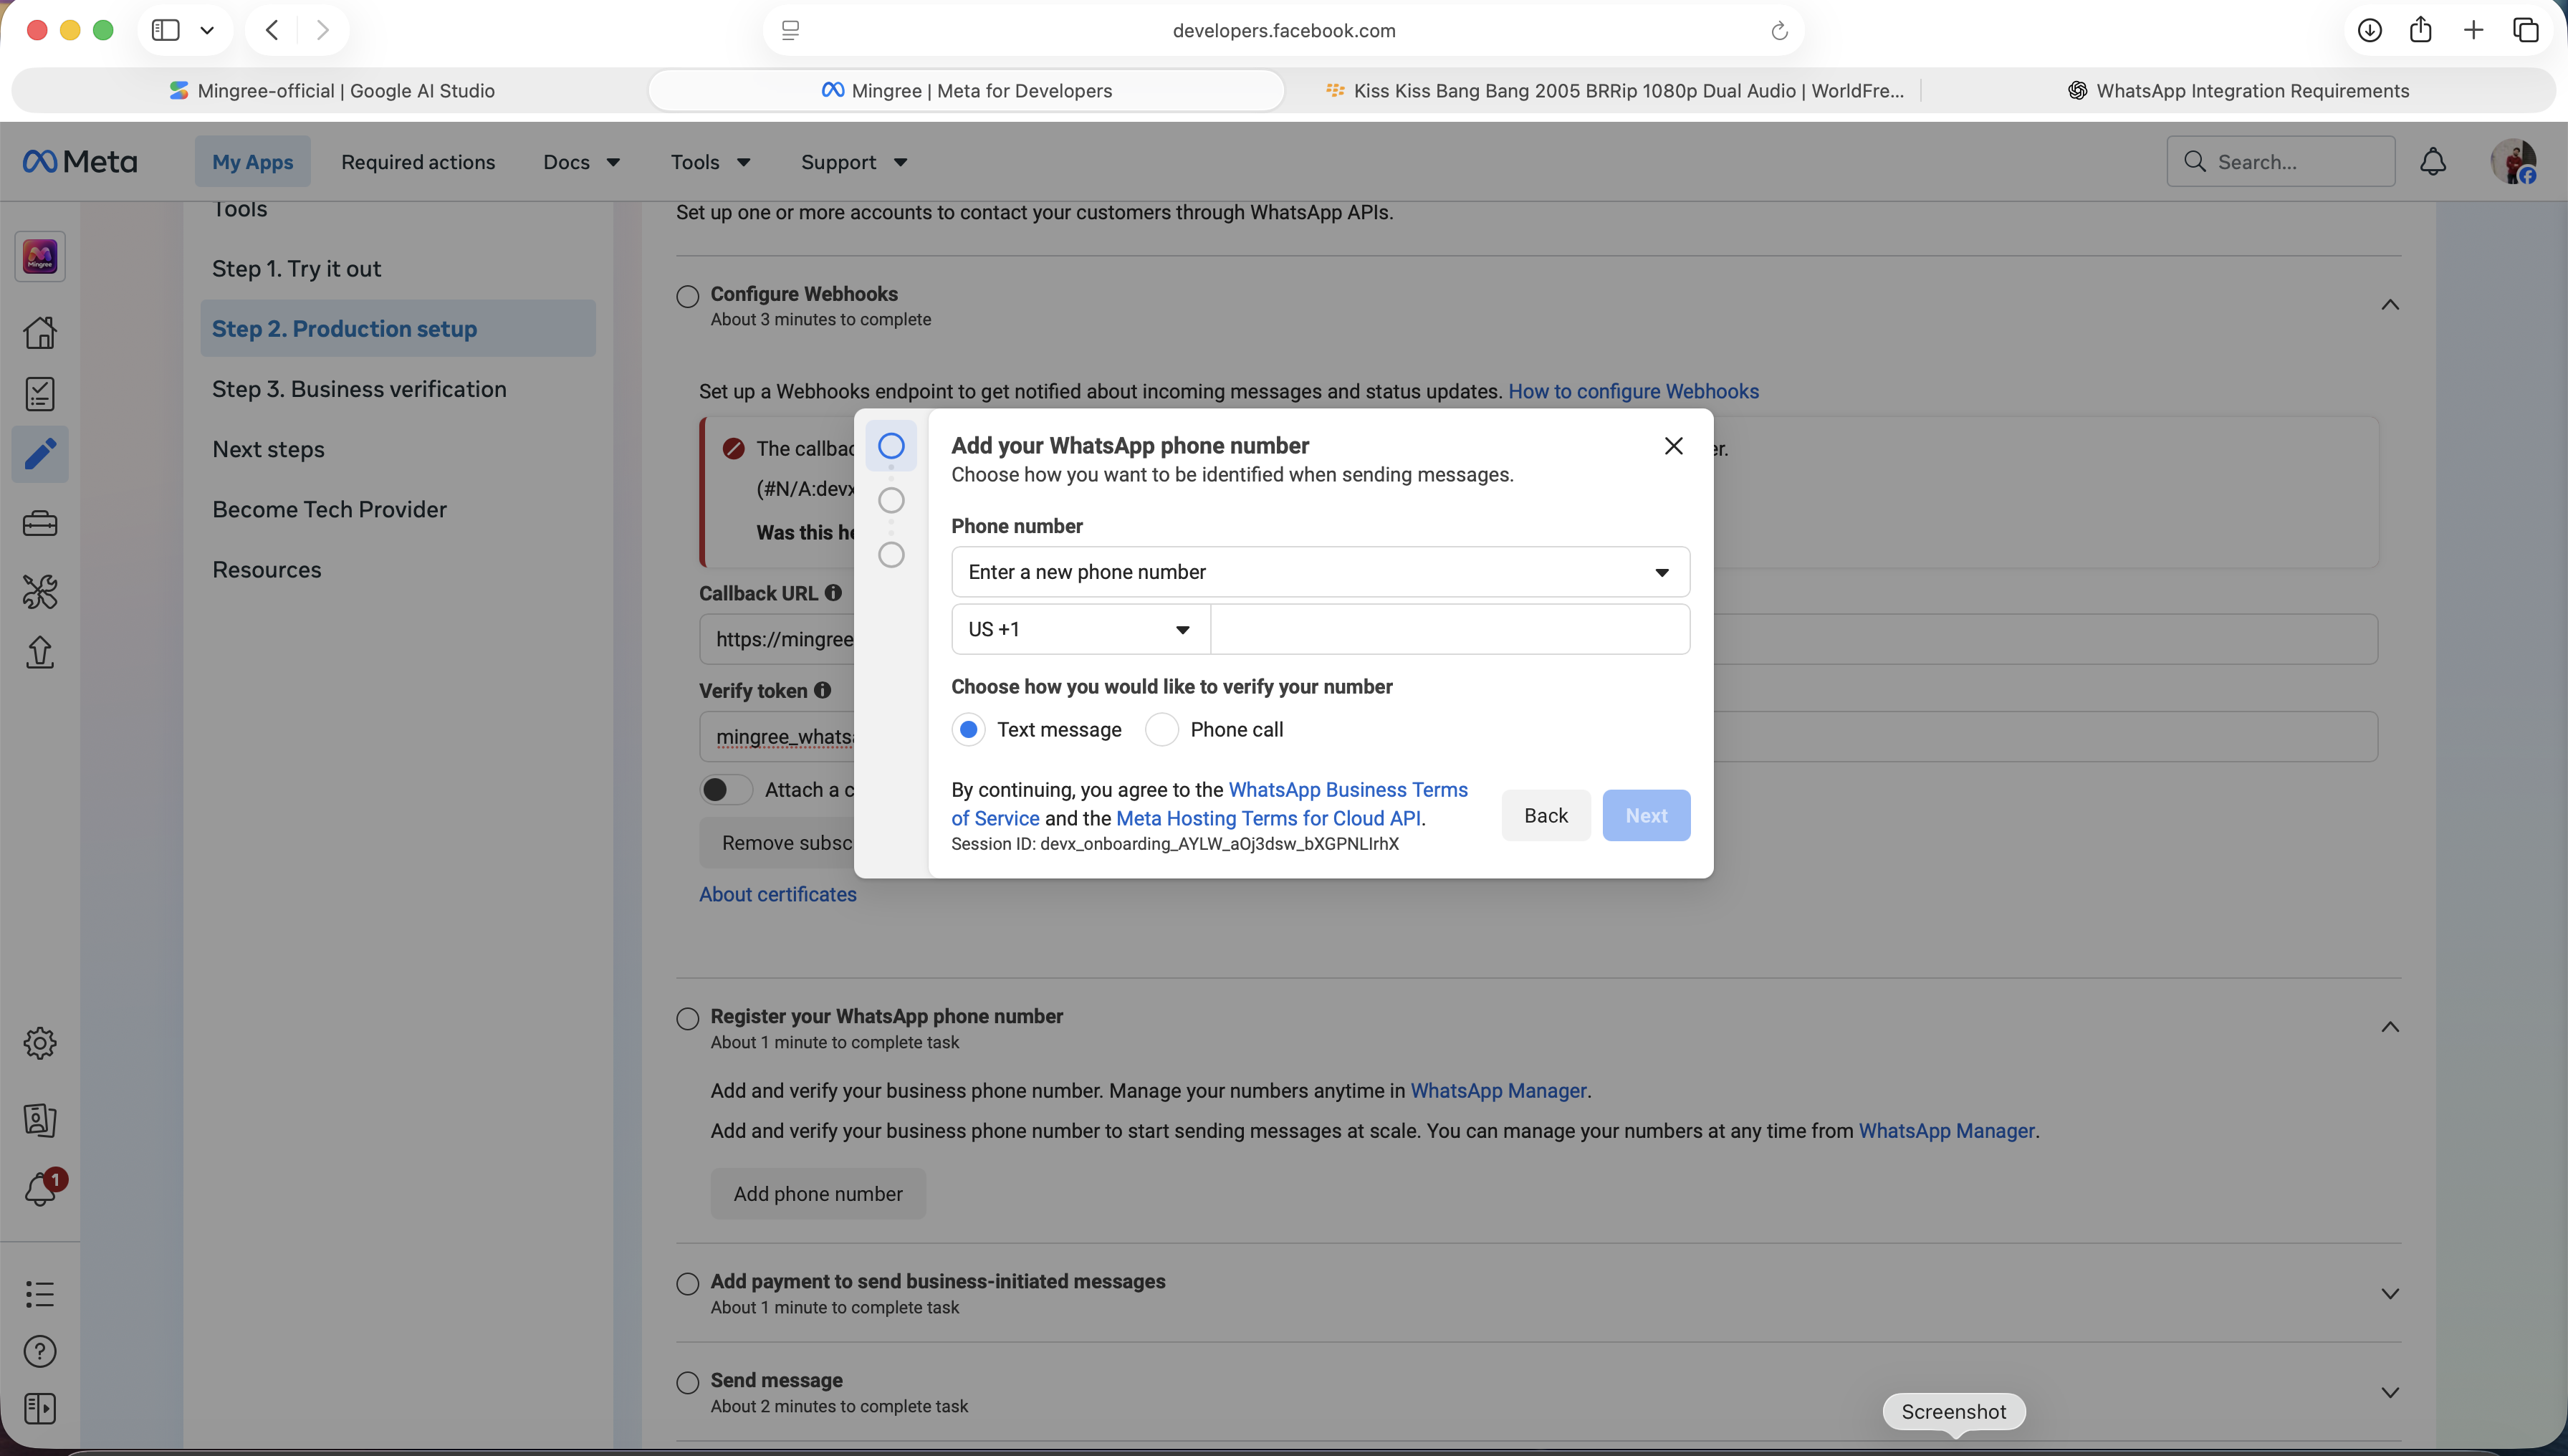 developers.facebook.com
Mingree-official | Google AI Studio
Mingree | Meta for Developers
Kiss Kiss Bang Bang 2005 BRRip 1080p Dual Audio | WorldFre...
WhatsApp Integration Requirements
Meta
My Apps
Required actions
Docs
Tools
Support
Search...
Mingree
Tools
Step 1. Try it out
Step 2. Production setup
Step 3. Business verification
Next steps
Become Tech Provider
Resources
1
Set up one or more accounts to contact your customers through WhatsApp APIs.
Configure Webhooks
About 3 minutes to complete
Set up a Webhooks endpoint to get notified about incoming messages and status updates. How to configure Webhooks
The callbac
er.
(#N/A:devx
Was this he
Callback URL
https://mingree
Verify token
mingree_whatsa
Attach a c
Remove subsc
About certificates
Add your WhatsApp phone number
Choose how you want to be identified when sending messages.
Phone number
Enter a new phone number
US +1
Choose how you would like to verify your number
Text message
Phone call
By continuing, you agree to the WhatsApp Business Terms
of Service and the Meta Hosting Terms for Cloud API.
Session ID: devx_onboarding_AYLW_aOj3dsw_bXGPNLIrhX
Back
Next
Register your WhatsApp phone number
About 1 minute to complete task
Add and verify your business phone number. Manage your numbers anytime in WhatsApp Manager.
Add and verify your business phone number to start sending messages at scale. You can manage your numbers at any time from WhatsApp Manager.
Add phone number
Add payment to send business-initiated messages
About 1 minute to complete task
Send message
About 2 minutes to complete task
Screenshot